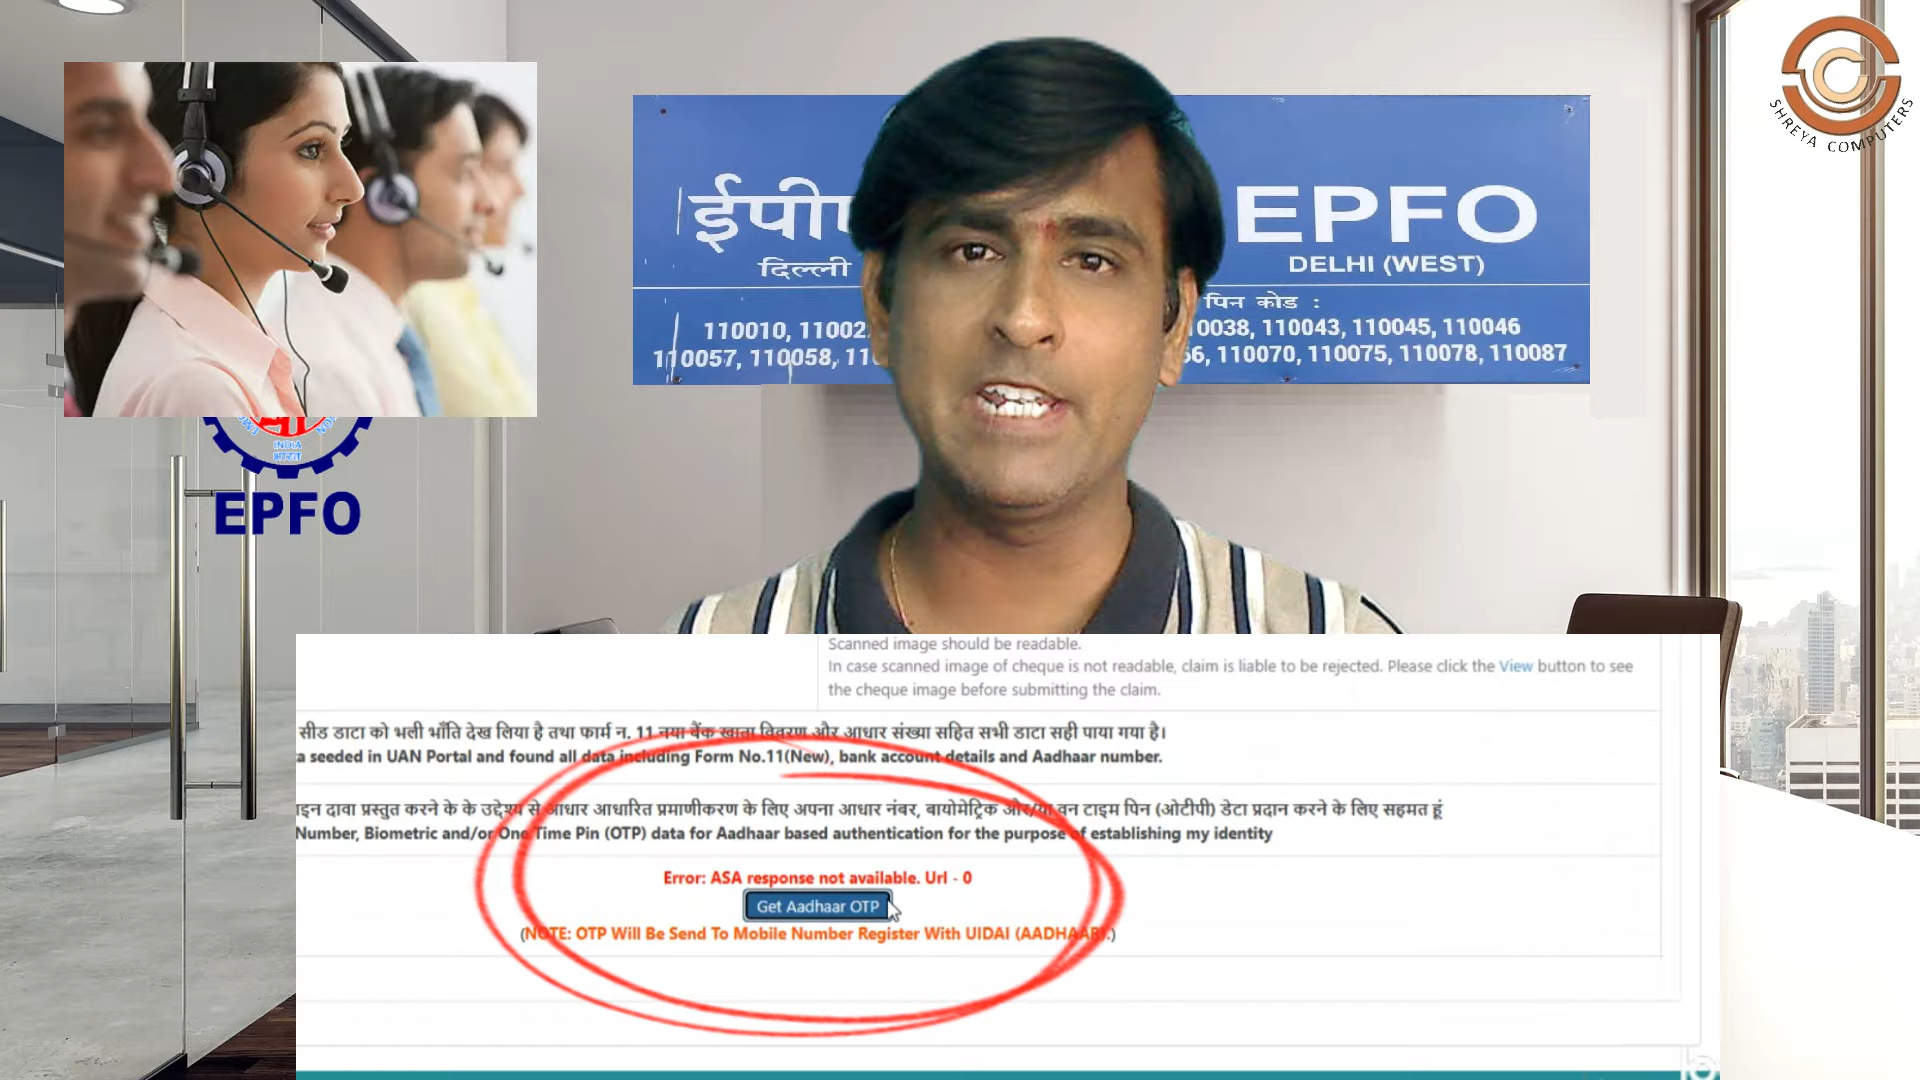 SHREYA COMPUTERS
EPFO
दिल्ली
DELHI (WEST)
पिन कोड :
110010,
110043, 110045, 110046
110057, 110058,
110070, 110075, 110078, 110087
INDIA
भारत
EPFO
Scanned image should be readable.
In case scanned image of cheque is not readable, claim is liable to be rejected. Please click the View button to see
the cheque image before submitting the claim.
सीड डाटा को भली भाँति देख लिया है तथा फार्म न. 11 नया बैंक खाता विवरण और आधार संख्या सहित सभी डाटा सही पाया गया है।
a seeded in UAN Portal and found all data including Form No.11(New), bank account details and Aadhaar number.
इन दावा प्रस्तुत करने के के उद्देश्य से आधार आधारित प्रमाणीकरण के लिए अपना आधार नंबर, बायोमेट्रिक और/या वन टाइम पिन (ओटीपी) डेटा प्रदान करने के लिए सहमत हूं
Number, Biometric and/or One Time Pin (OTP) data for Aadhaar based authentication for the purpose of establishing my identity
Error: ASA response not available. Url - 0
Get Aadhaar OTP
(NOTE: OTP Will Be Send To Mobile Number Register With UIDAI (AADHAAR).)